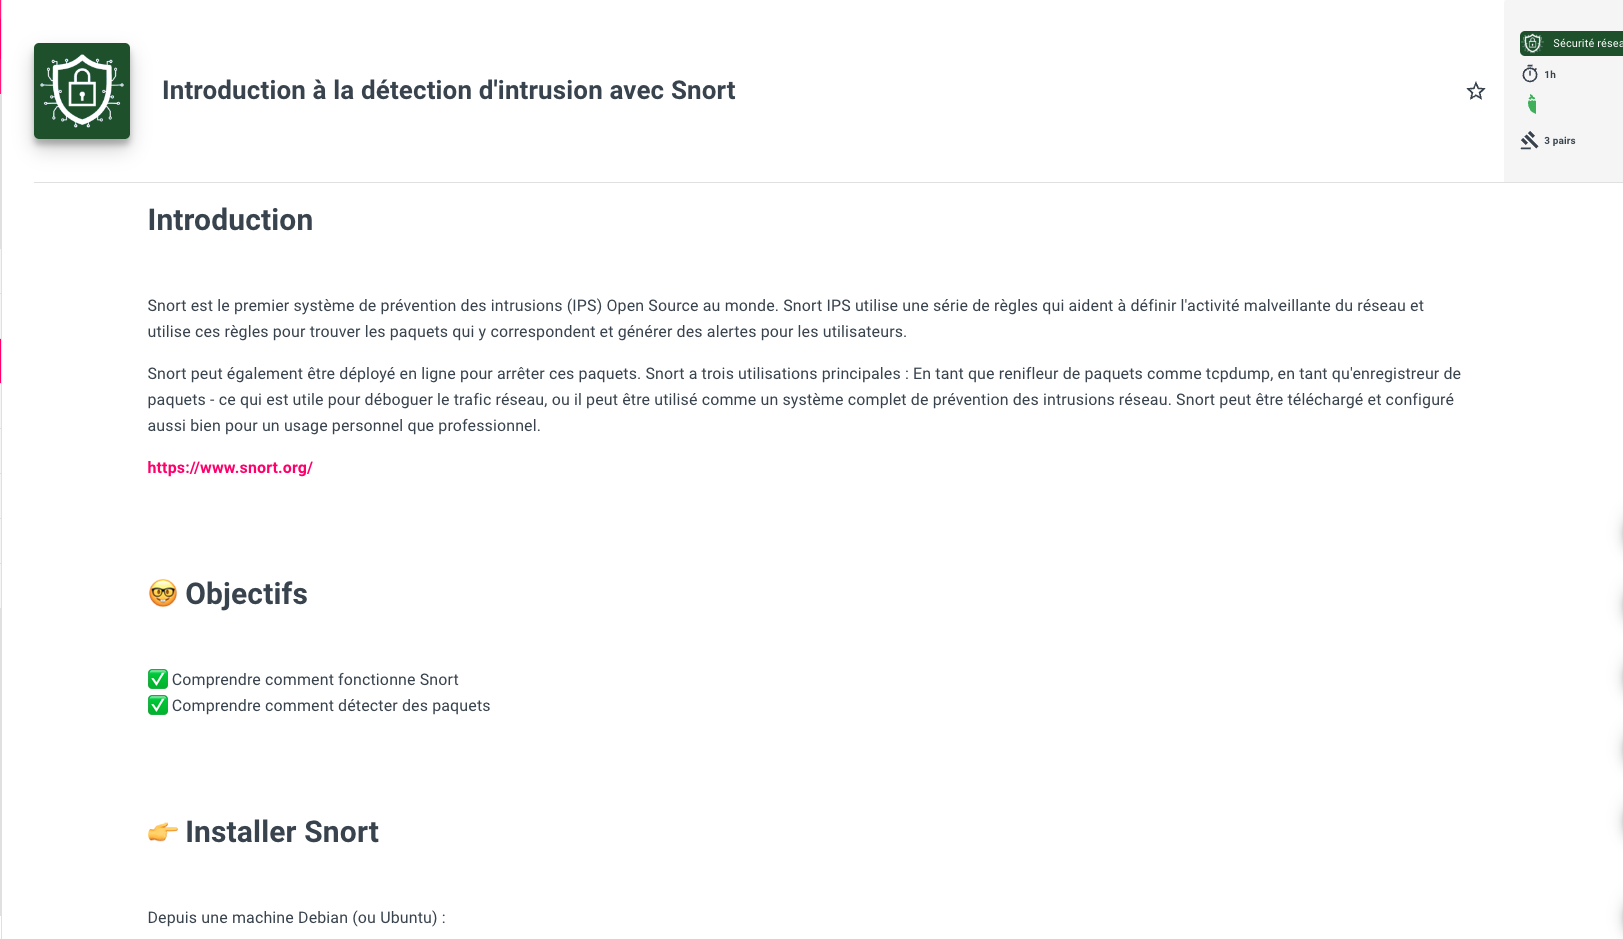 Introduction à la détection d'intrusion avec Snort
1h
3 pairs
Introduction
Snort est le premier système de prévention des intrusions (IPS) Open Source au monde. Snort IPS utilise une série de règles qui aident à définir l'activité malveillante du réseau et
utilise ces règles pour trouver les paquets qui y correspondent et générer des alertes pour les utilisateurs.
Snort peut également être déployé en ligne pour arrêter ces paquets. Snort a trois utilisations principales : En tant que renifleur de paquets comme tcpdump, en tant qu'enregistreur de
paquets - ce qui est utile pour déboguer le trafic réseau, ou il peut être utilisé comme un système complet de prévention des intrusions réseau. Snort peut être téléchargé et configuré
aussi bien pour un usage personnel que professionnel.
https://www.snort.org/
🤓 Objectifs
✅ Comprendre comment fonctionne Snort
✅ Comprendre comment détecter des paquets
👉 Installer Snort
Depuis une machine Debian (ou Ubuntu) :
Sécurité